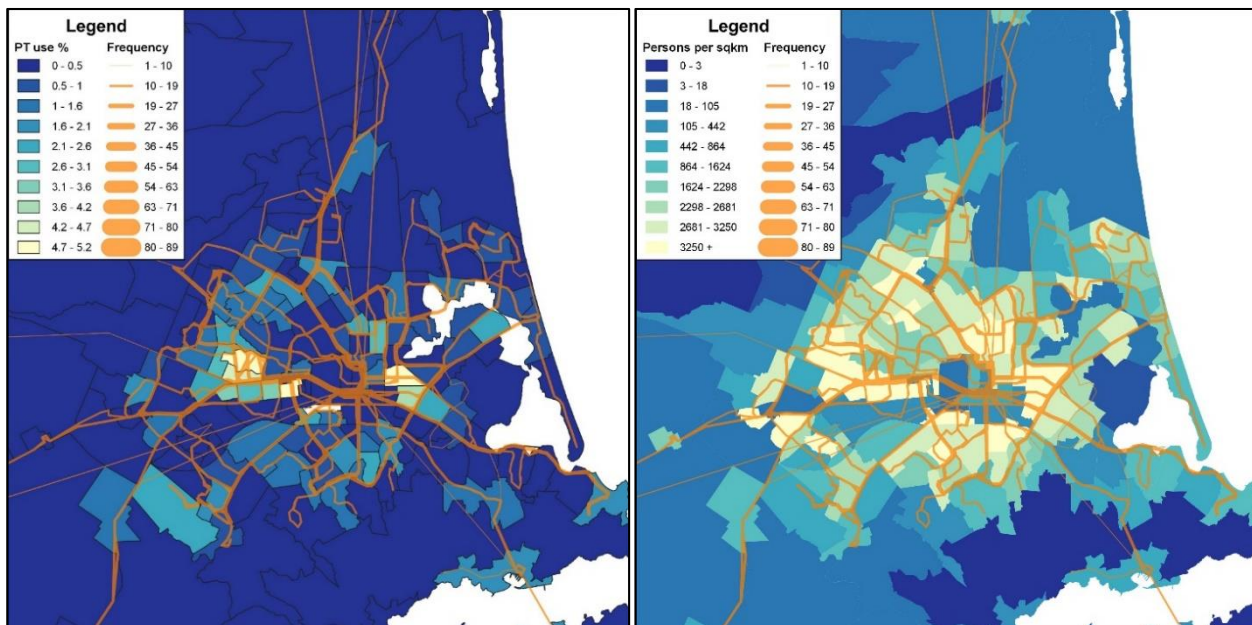 Legend
PT use % Frequency
0 - 0.5 1 - 10
0.5 - 1 10 - 19
1 - 1.6 19 - 27
1.6 - 2.1 27 - 36
2.1 - 2.6 36 - 45
2.6 - 3.1 45 - 54
3.1 - 3.6 54 - 63
3.6 - 4.2 63 - 71
4.2 - 4.7 71 - 80
4.7 - 5.2 80 - 89
Legend
Persons per sqkm Frequency
0 - 3 1 - 10
3 - 18 10 - 19
18 - 105 19 - 27
105 - 442 27 - 36
442 - 864 36 - 45
864 - 1624 45 - 54
1624 - 2298 54 - 63
2298 - 2681 63 - 71
2681 - 3250 71 - 80
3250 + 80 - 89